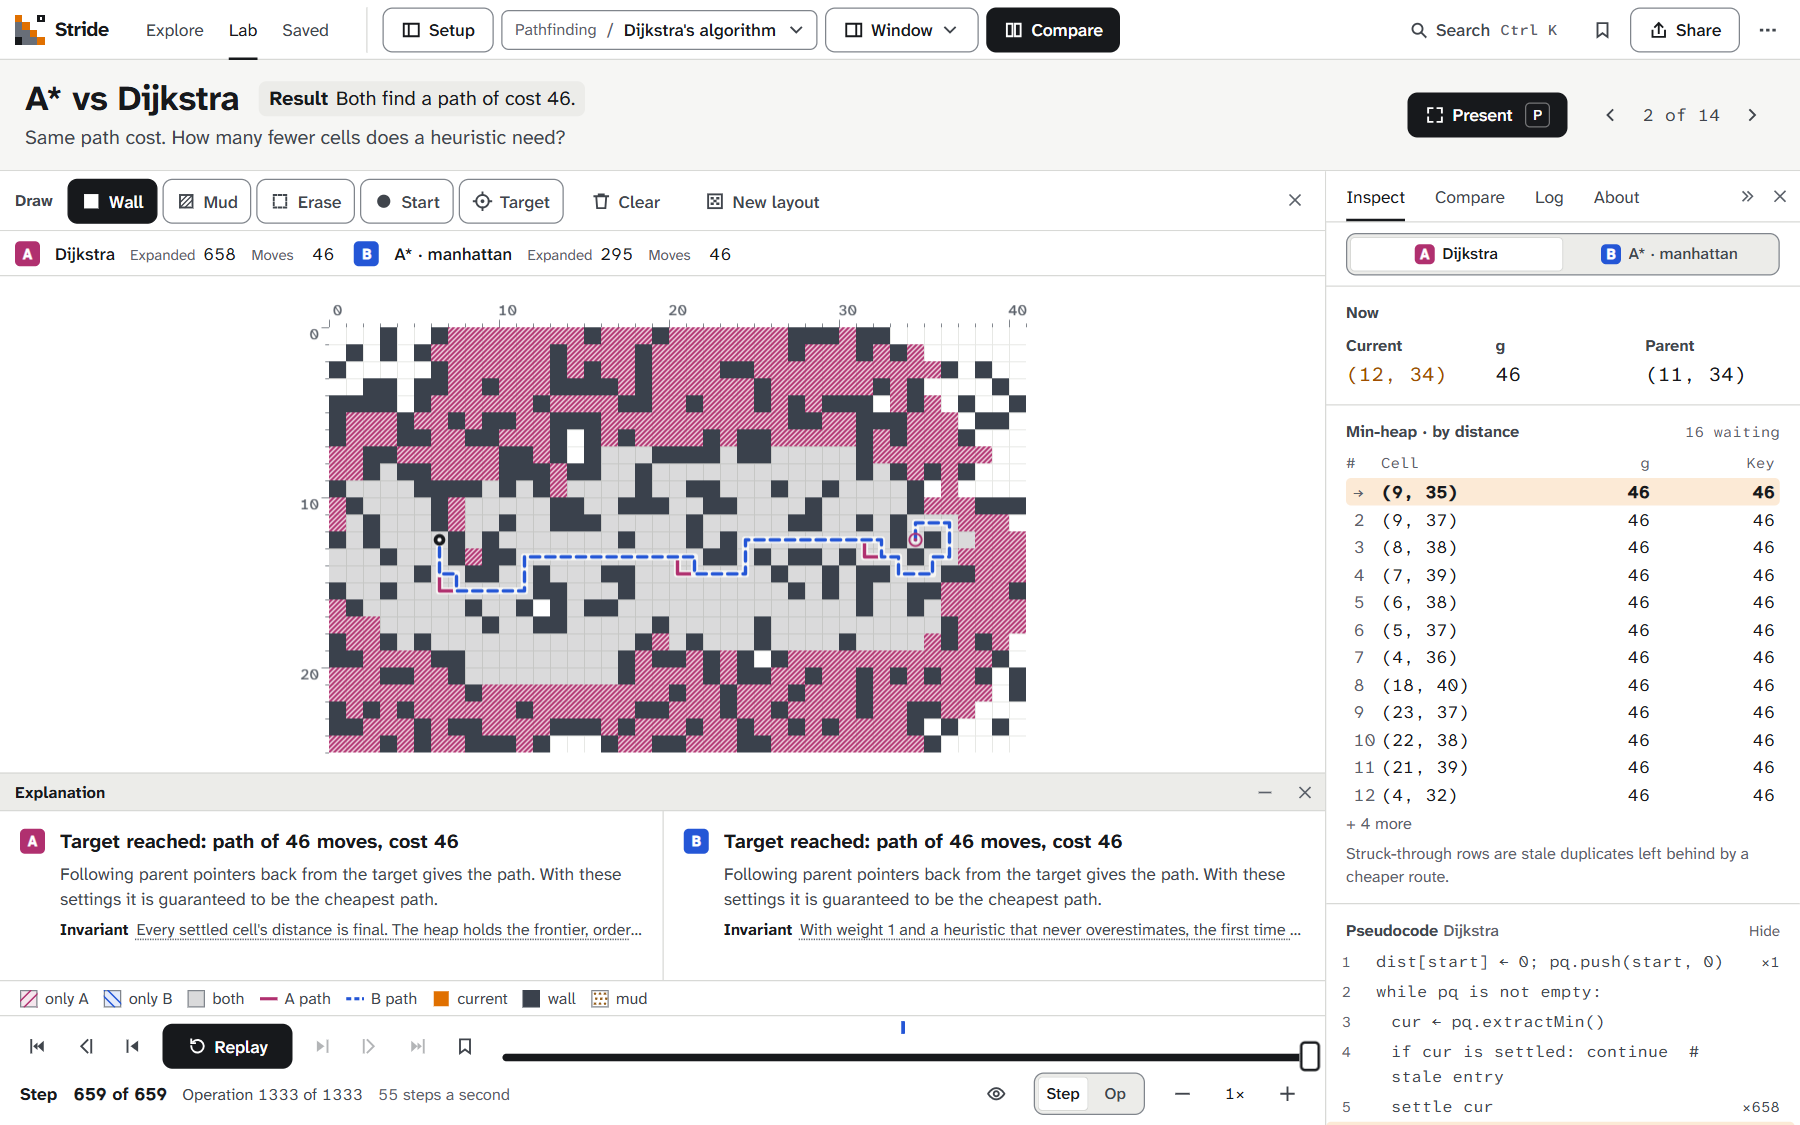 Stride Explore Lab Saved Setup Pathfinding / Dijkstra's algorithm Window Compare Search Ctrl K Share
A* vs Dijkstra Result Both find a path of cost 46.
Same path cost. How many fewer cells does a heuristic need?
Present P 2 of 14
Draw Wall Mud Erase Start Target Clear New layout
A Dijkstra Expanded 658 Moves 46 B A* · manhattan Expanded 295 Moves 46
0 10 20 30 40
0
10
20
Explanation
A Target reached: path of 46 moves, cost 46
Following parent pointers back from the target gives the path. With these
settings it is guaranteed to be the cheapest path.
Invariant Every settled cell's distance is final. The heap holds the frontier, order...
B Target reached: path of 46 moves, cost 46
Following parent pointers back from the target gives the path. With these
settings it is guaranteed to be the cheapest path.
Invariant With weight 1 and a heuristic that never overestimates, the first time ...
only A only B both A path B path current wall mud
Replay
Step 659 of 659 Operation 1333 of 1333 55 steps a second Step Op 1×
Inspect Compare Log About
A Dijkstra B A* · manhattan
Now
Current g Parent
(12, 34) 46 (11, 34)
Min-heap · by distance 16 waiting
# Cell g Key
→ (9, 35) 46 46
2 (9, 37) 46 46
3 (8, 38) 46 46
4 (7, 39) 46 46
5 (6, 38) 46 46
6 (5, 37) 46 46
7 (4, 36) 46 46
8 (18, 40) 46 46
9 (23, 37) 46 46
10 (22, 38) 46 46
11 (21, 39) 46 46
12 (4, 32) 46 46
+ 4 more
Struck-through rows are stale duplicates left behind by a
cheaper route.
Pseudocode Dijkstra Hide
1 dist[start] ← 0; pq.push(start, 0) ×1
2 while pq is not empty:
3 cur ← pq.extractMin()
4 if cur is settled: continue #
stale entry
5 settle cur ×658